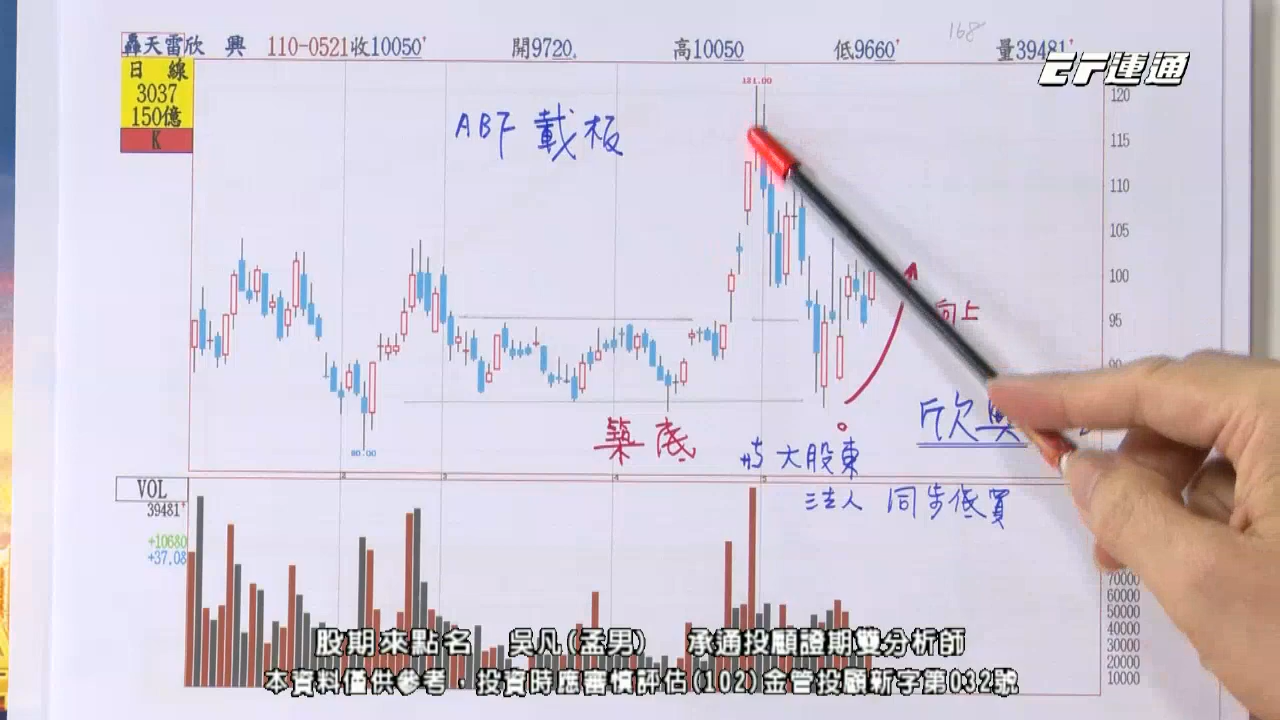 轟天雷欣 興 110-0521收10050↑ 開9720. 高10050 低9660↑ 量39481↑
168
EF連通
日 線
3037
150億
K
121.00
120
115
110
105
100
95
ABF 載板
向上
欣興
築底
80.00
大股東
法人 同步低買
VOL
39481↑
+10680
+37.08
70000
60000
50000
40000
30000
20000
10000
股期來點名 吳凡(孟男) 承通投顧證期雙分析師
本資料僅供參考，投資時應審慎評估(102)金管投顧新字第032號